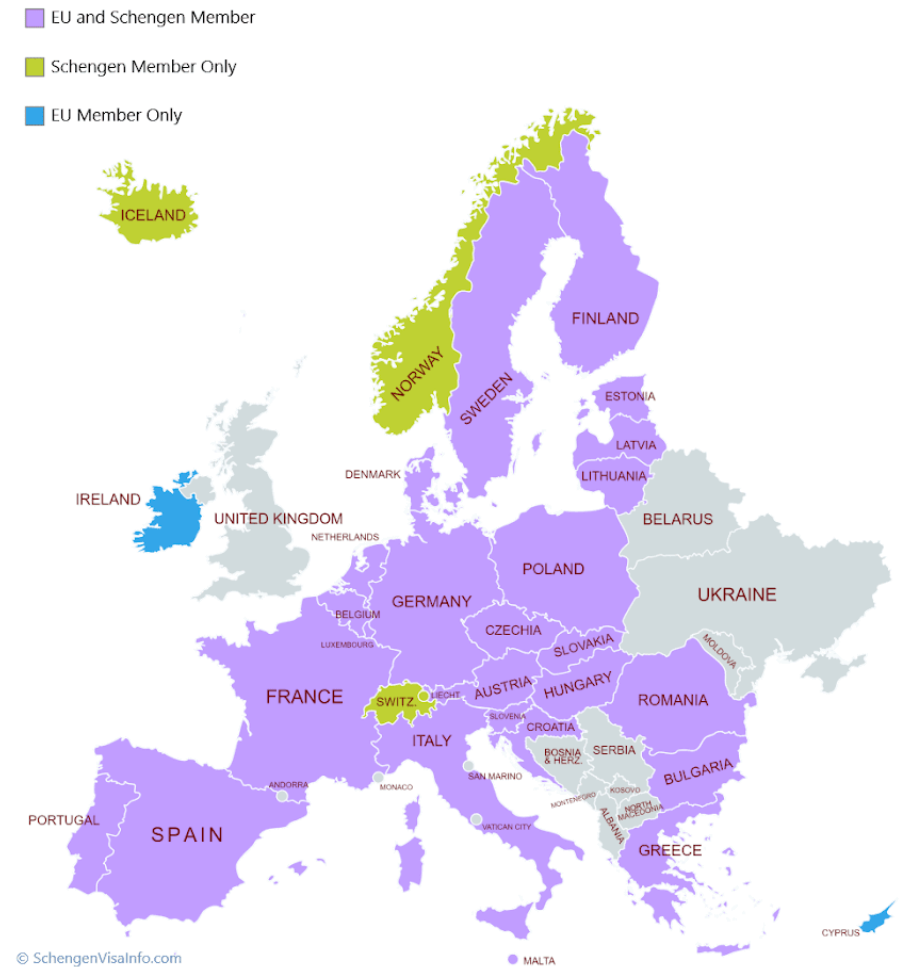 EU and Schengen Member
Schengen Member Only
EU Member Only
ICELAND
FINLAND
NORWAY
SWEDEN
ESTONIA
LATVIA
DENMARK
LITHUANIA
IRELAND
UNITED KINGDOM
BELARUS
NETHERLANDS
POLAND
UKRAINE
GERMANY
BELGIUM
CZECHIA
LUXEMBOURG
SLOVAKIA
MOLDOVA
FRANCE
SWITZ.
LIECHT
AUSTRIA
HUNGARY
ROMANIA
SLOVENIA
CROATIA
ITALY
BOSNIA
& HERZ.
SERBIA
SAN MARINO
BULGARIA
ANDORRA
MONACO
MONTENEGRO
KOSOVO
NORTH
MACEDONIA
PORTUGAL
SPAIN
VATICAN CITY
ALBANIA
GREECE
CYPRUS
© SchengenVisaInfo.com
MALTA